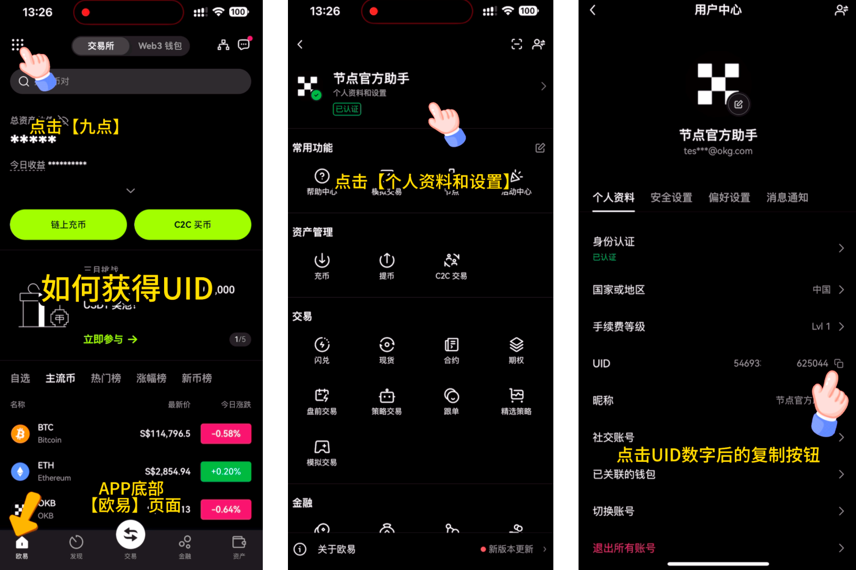 13:26
100
交易所
Web3 钱包
币对
总资产
点击【九点】
*****
今日收益 **********
链上充币
C2C 买币
如何获得UID
,000
立即参与
1/5
自选
主流币
热门榜
涨幅榜
新币榜
名称
最新价
今日涨跌
BTC
Bitcoin
S$114,796.5
-0.58%
ETH
Ethereum
S$2,854.94
+0.20%
OKB
OKB
13
-0.64%
APP底部
【欧易】页面
欧易
发现
交易
金融
资产
13:26
100
节点官方助手
个人资料和设置
已认证
常用功能
点击【个人资料和设置】
帮助中心
模拟交易
节点
活动中心
资产管理
充币
提币
C2C 交易
交易
闪兑
现货
合约
期权
盘前交易
策略交易
跟单
精选策略
模拟交易
金融
关于欧易
新版本更新
用户中心
节点官方助手
tes***@okg.com
个人资料
安全设置
偏好设置
消息通知
身份认证
已认证
国家或地区
中国
手续费等级
Lvl 1
UID
54693
625044
昵称
节点官方
社交账号
点击UID数字后的复制按钮
已关联的钱包
切换账号
退出所有账号